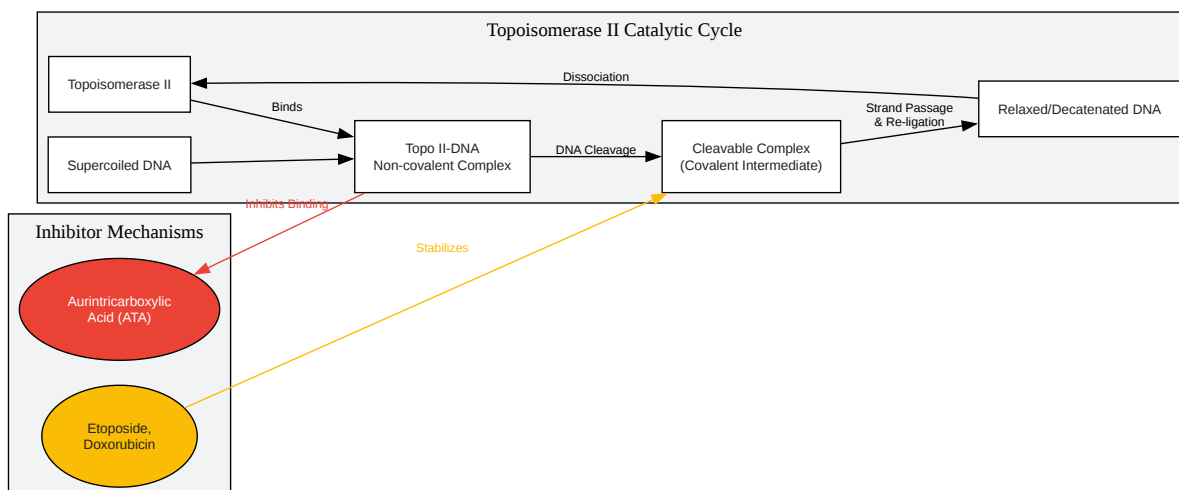 Topoisomerase II Catalytic Cycle
Topoisomerase II
Dissociation
Relaxed/Decatenated DNA
Binds
Strand Passage
& Re-ligation
Supercoiled DNA
Topo II-DNA
Non-covalent Complex
DNA Cleavage
Cleavable Complex
(Covalent Intermediate)
Inhibits Binding
Inhibitor Mechanisms
Stabilizes
Aurintricarboxylic
Acid (ATA)
Etoposide,
Doxorubicin